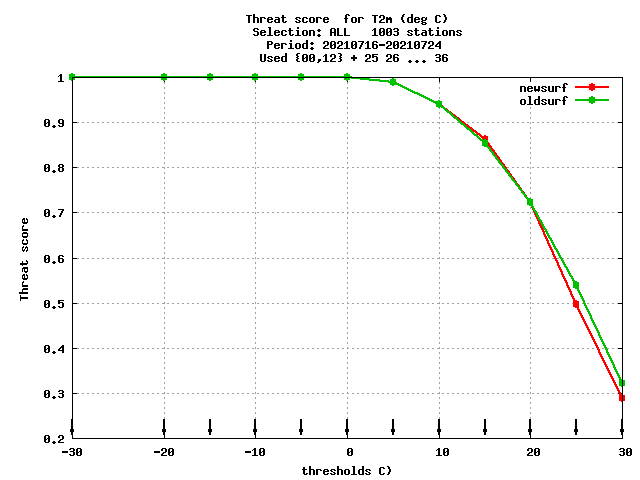 Threat score  for T2m (deg C)
Selection: ALL   1003 stations
Period: 20210716-20210724
Used {00,12} + 25 26 ... 36
newsurf
oldsurf
1
0.9
0.8
0.7
0.6
0.5
0.4
0.3
0.2
Threat score
-30 -20 -10 0 10 20 30
thresholds C)